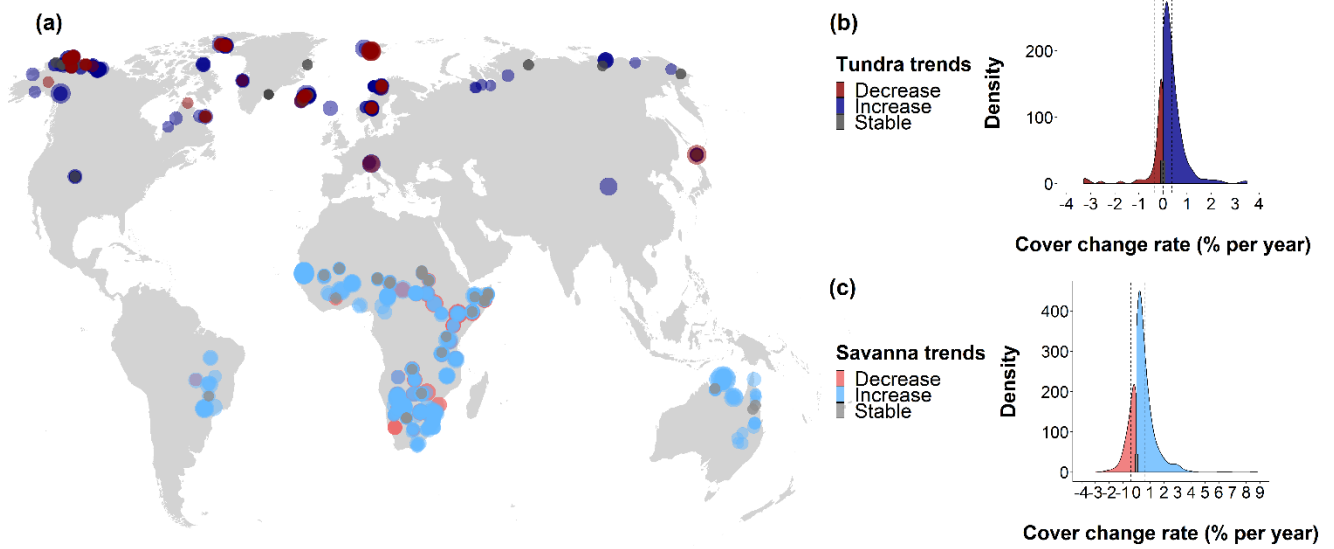 (a)
(b)
Tundra trends
Decrease
Increase
Stable
Density
200
100
0
-4 -3 -2 -1 0 1 2 3 4
Cover change rate (% per year)
(c)
Savanna trends
Decrease
Increase
Stable
Density
400
300
200
100
0
-4-3-2-1 0 1 2 3 4 5 6 7 8 9
Cover change rate (% per year)